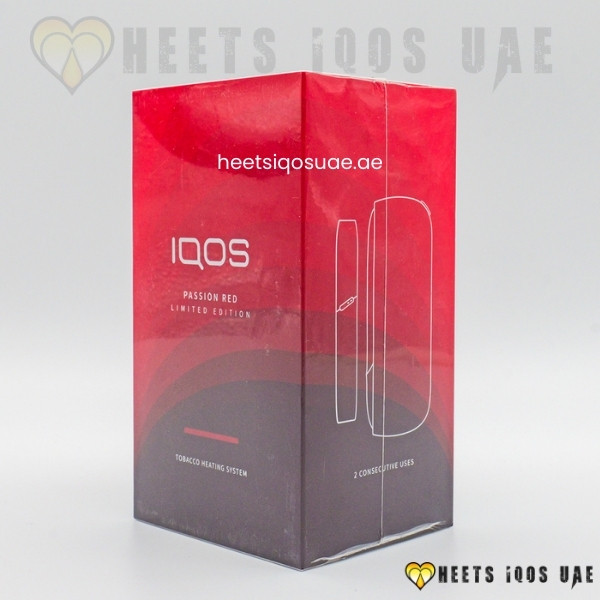 HEETS iQOS UAE
heetsiqosuae.ae
IQOS
PASSION RED
LIMITED EDITION
TOBACCO HEATING SYSTEM
2 CONSECUTIVE USES
HEETS iQOS UAE